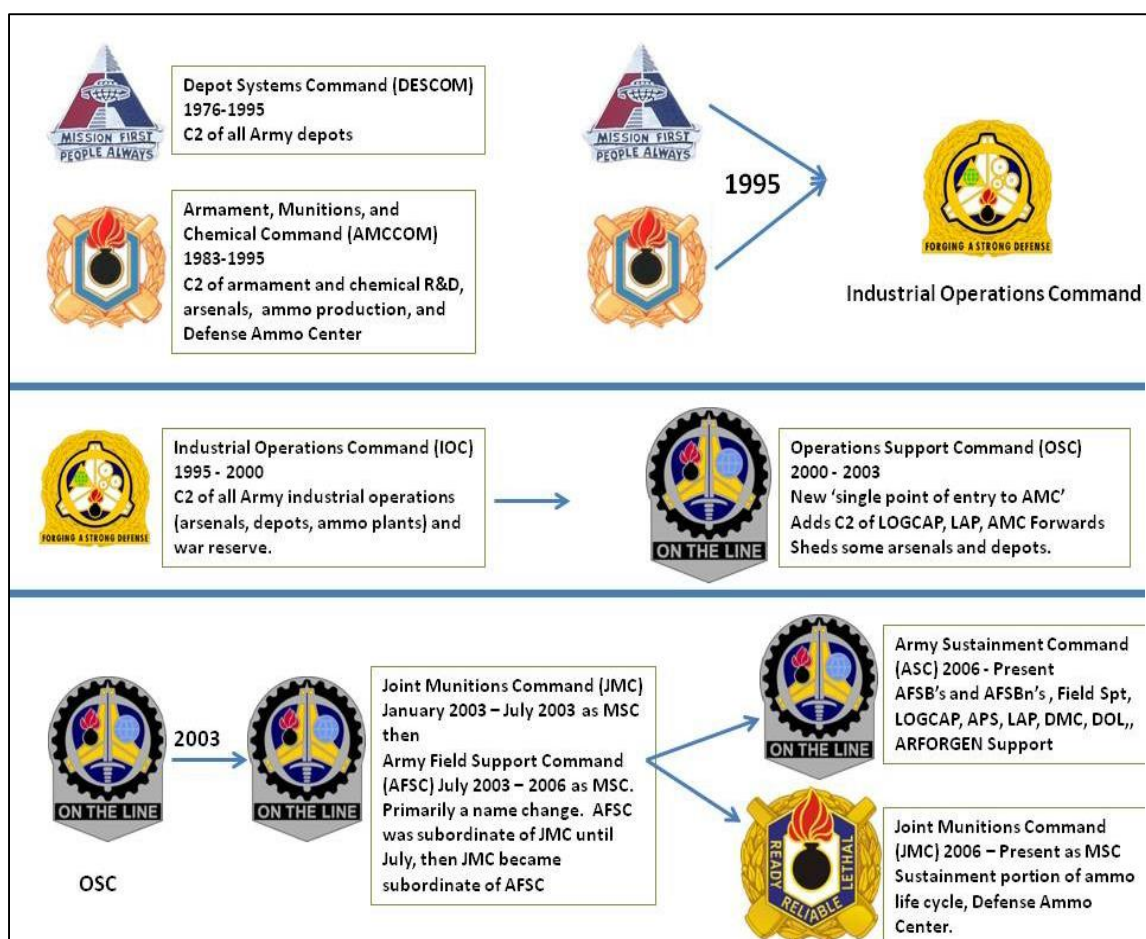 MISSION FIRST
PEOPLE ALWAYS
Depot Systems Command (DESCOM)
1976-1995
C2 of all Army depots
MISSION FIRST
PEOPLE ALWAYS
1995
FORGING A STRONG DEFENSE
Industrial Operations Command
Armament, Munitions, and
Chemical Command (AMCCOM)
1983-1995
C2 of armament and chemical R&D,
arsenals, ammo production, and
Defense Ammo Center
FORGING A STRONG DEFENSE
Industrial Operations Command (IOC)
1995 - 2000
C2 of all Army industrial operations
(arsenals, depots, ammo plants) and
war reserve.
ON THE LINE
Operations Support Command (OSC)
2000 - 2003
New ‘single point of entry to AMC’
Adds C2 of LOGCAP, LAP, AMC Forwards
Sheds some arsenals and depots.
ON THE LINE
OSC
2003
ON THE LINE
Joint Munitions Command (JMC)
January 2003 – July 2003 as MSC
then
Army Field Support Command
(AFSC) July 2003 – 2006 as MSC.
Primarily a name change. AFSC
was subordinate of JMC until
July, then JMC became
subordinate of AFSC
ON THE LINE
Army Sustainment Command
(ASC) 2006 - Present
AFSB's and AFSBn's , Field Spt,
LOGCAP, APS, LAP, DMC, DOL,,
ARFORGEN Support
READY
RELIABLE
LETHAL
Joint Munitions Command
(JMC) 2006 – Present as MSC
Sustainment portion of ammo
life cycle, Defense Ammo
Center.